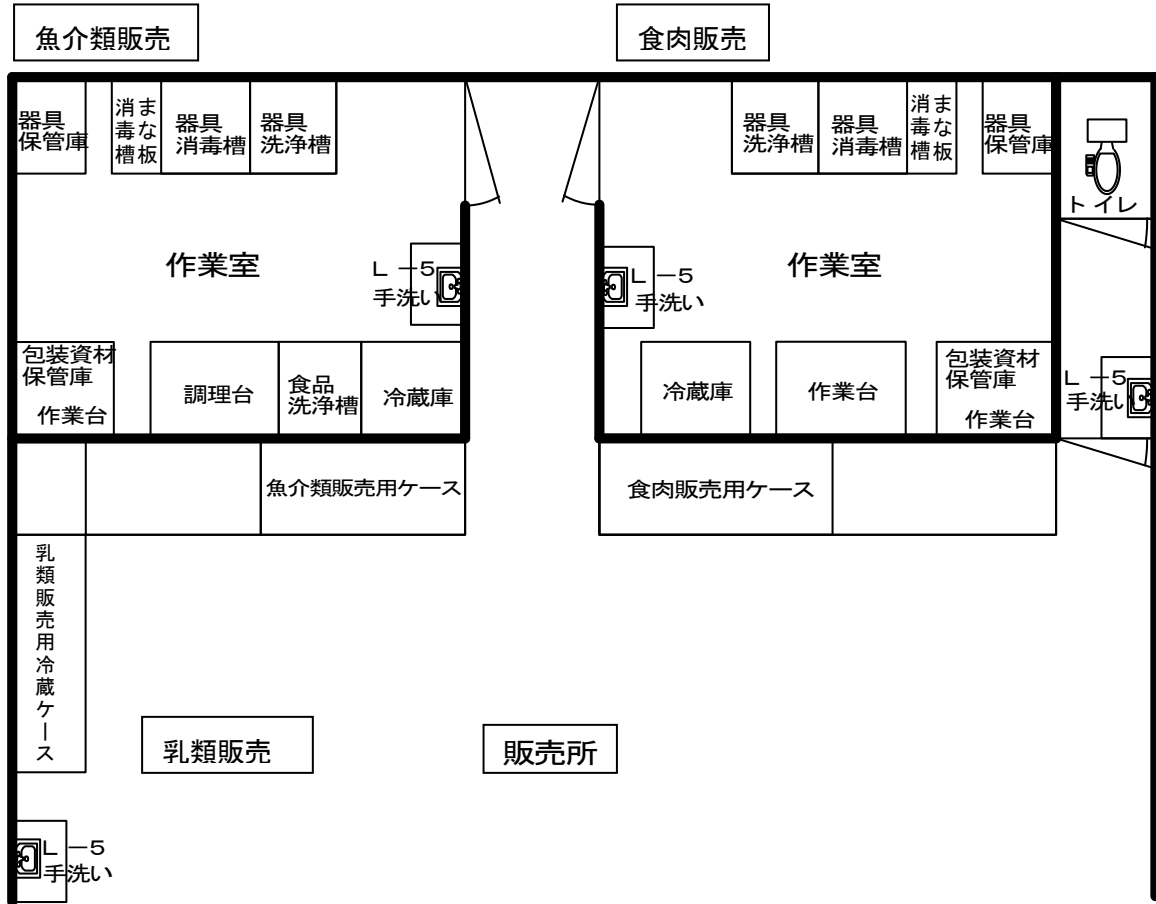 魚介類販売
食肉販売
器具
保管庫
まな板
消毒槽
器具
消毒槽
器具
洗浄槽
器具
洗浄槽
器具
消毒槽
まな板
消毒槽
器具
保管庫
トイレ
作業室
L-5
手洗い
L-5
手洗い
作業室
包装資材
保管庫
作業台
調理台
食品
洗浄槽
冷蔵庫
冷蔵庫
作業台
包装資材
保管庫
作業台
L-5
手洗い
魚介類販売用ケース
食肉販売用ケース
乳類販売用冷蔵ケース
乳類販売
販売所
L-5
手洗い